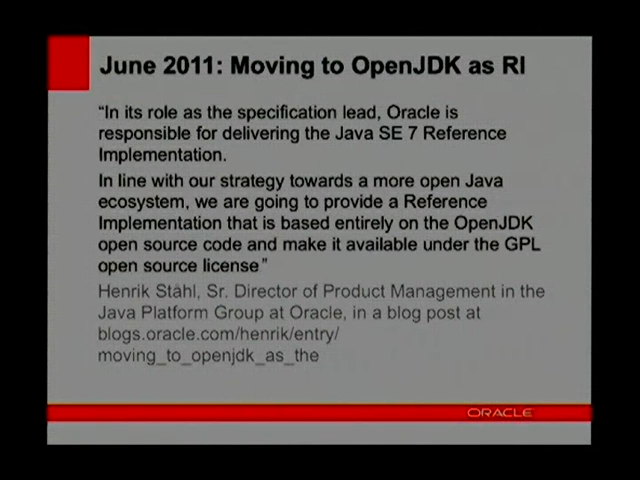 June 2011: Moving to OpenJDK as RI
“In its role as the specification lead, Oracle is
responsible for delivering the Java SE 7 Reference
Implementation.
In line with our strategy towards a more open Java
ecosystem, we are going to provide a Reference
Implementation that is based entirely on the OpenJDK
open source code and make it available under the GPL
open source license”
Henrik Ståhl, Sr. Director of Product Management in the
Java Platform Group at Oracle, in a blog post at
blogs.oracle.com/henrik/entry/
moving_to_openjdk_as_the
ORACLE